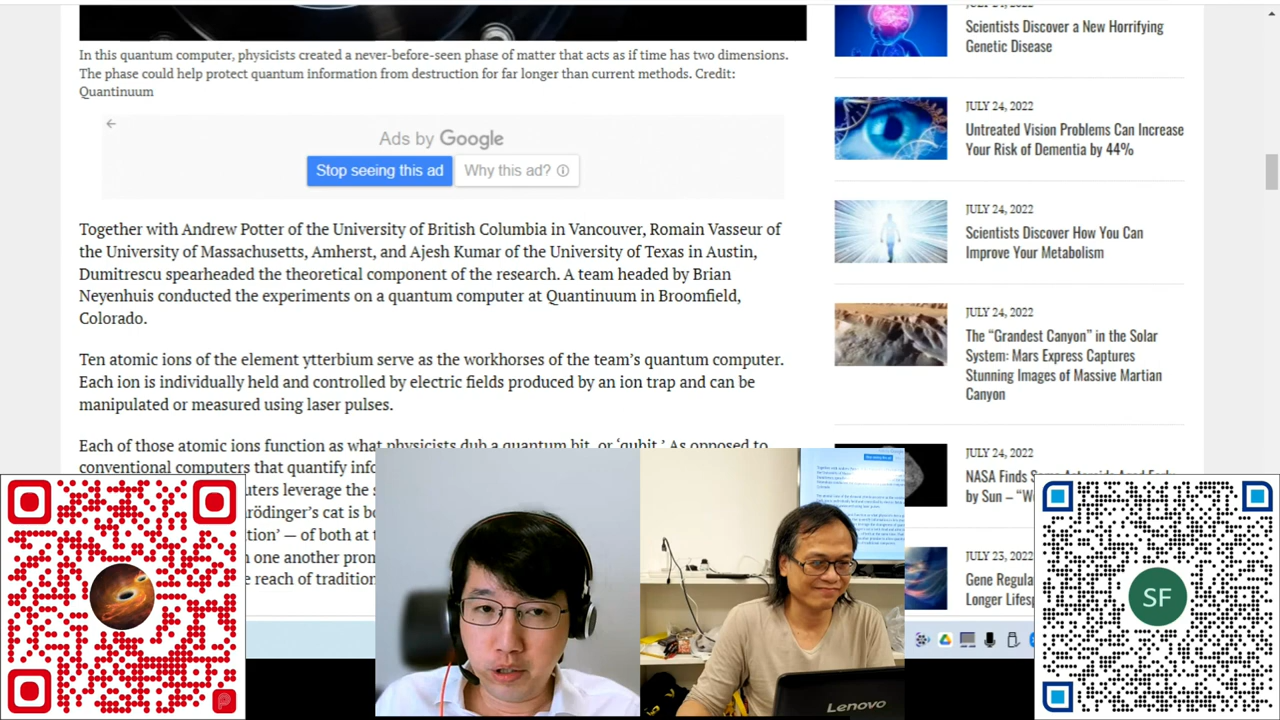 In this quantum computer, physicists created a never-before-seen phase of matter that acts as if time has two dimensions.
The phase could help protect quantum information from destruction for far longer than current methods. Credit:
Quantinuum
Ads by Google
Stop seeing this ad
Why this ad?
Together with Andrew Potter of the University of British Columbia in Vancouver, Romain Vasseur of
the University of Massachusetts, Amherst, and Ajesh Kumar of the University of Texas in Austin,
Dumitrescu spearheaded the theoretical component of the research. A team headed by Brian
Neyenhuis conducted the experiments on a quantum computer at Quantinuum in Broomfield,
Colorado.
Ten atomic ions of the element ytterbium serve as the workhorses of the team's quantum computer.
Each ion is individually held and controlled by electric fields produced by an ion trap and can be
manipulated or measured using laser pulses.
Each of those atomic ions function as what physicists dub a quantum bit, or 'qubit.' As opposed to
conventional computers that quantify
leverage the
cat is
of both at
one another
reach of
Scientists Discover a New Horrifying
Genetic Disease
JULY 24, 2022
Untreated Vision Problems Can Increase
Your Risk of Dementia by 44%
JULY 24, 2022
Scientists Discover How You Can
Improve Your Metabolism
JULY 24, 2022
The “Grandest Canyon” in the Solar
System: Mars Express Captures
Stunning Images of Massive Martian
Canyon
JULY 24, 2022
NASA Finds
by Sun –
JULY 23, 2022
Gene
Longer
SF
Lenovo